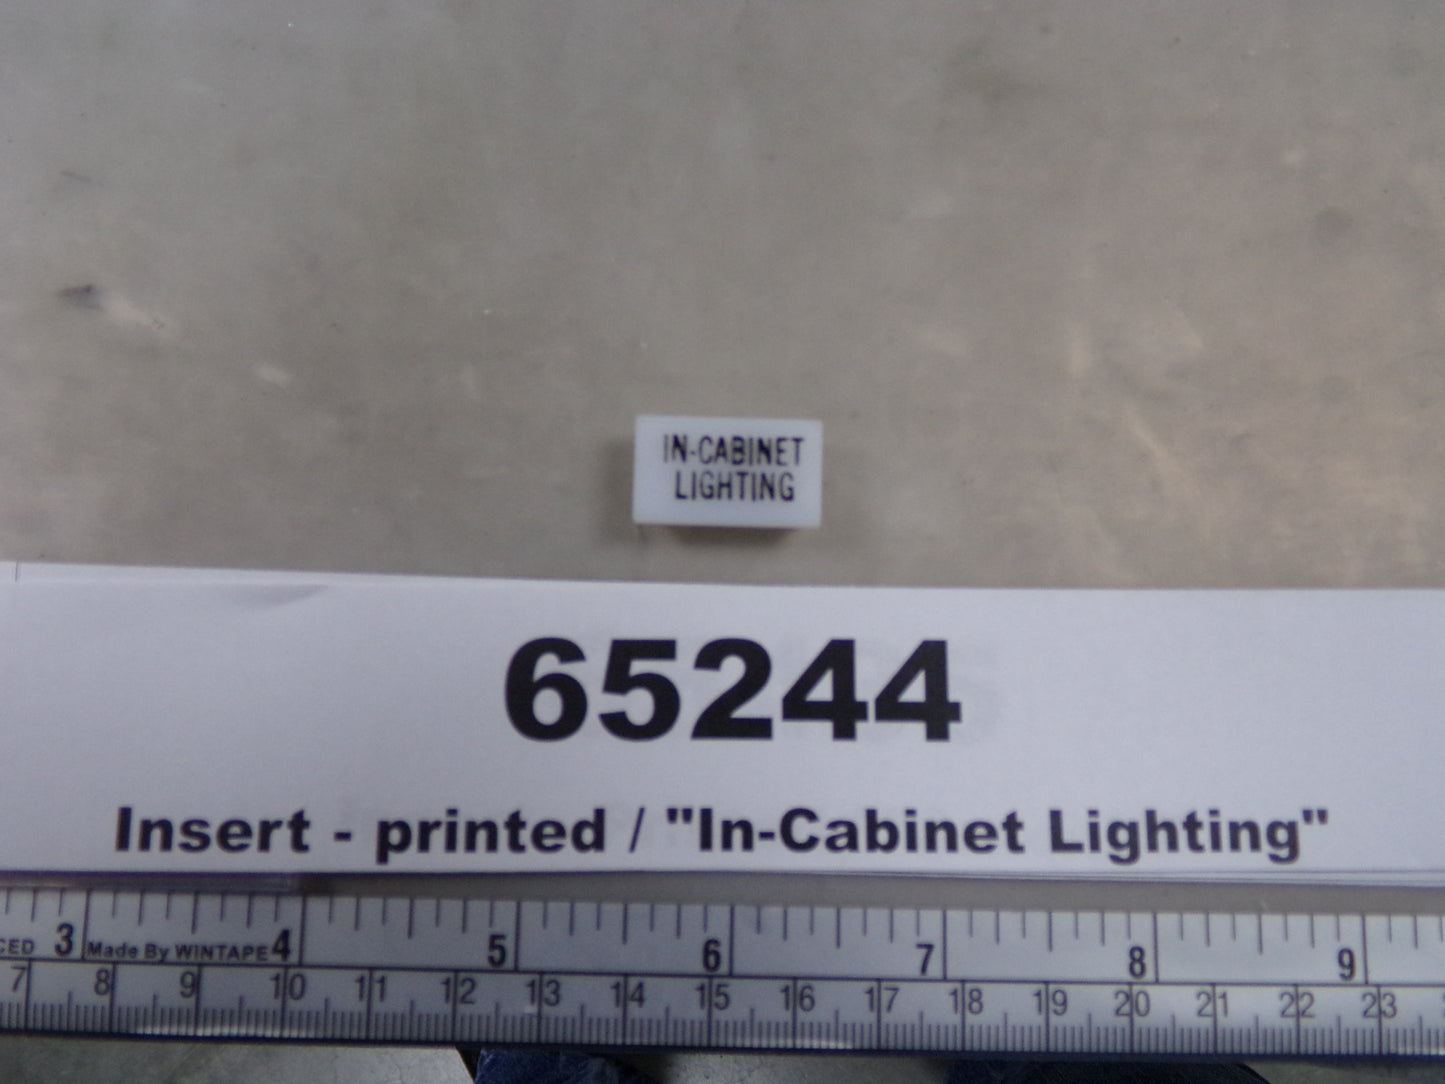 IN-CABINET
LIGHTING
65244
Insert - printed / "In-Cabinet Lighting"
CED 3 Made By WINTAPE 4 5 6 7 8 9
7 8 9 10 11 12 13 14 15 16 17 18 19 20 21 22 23